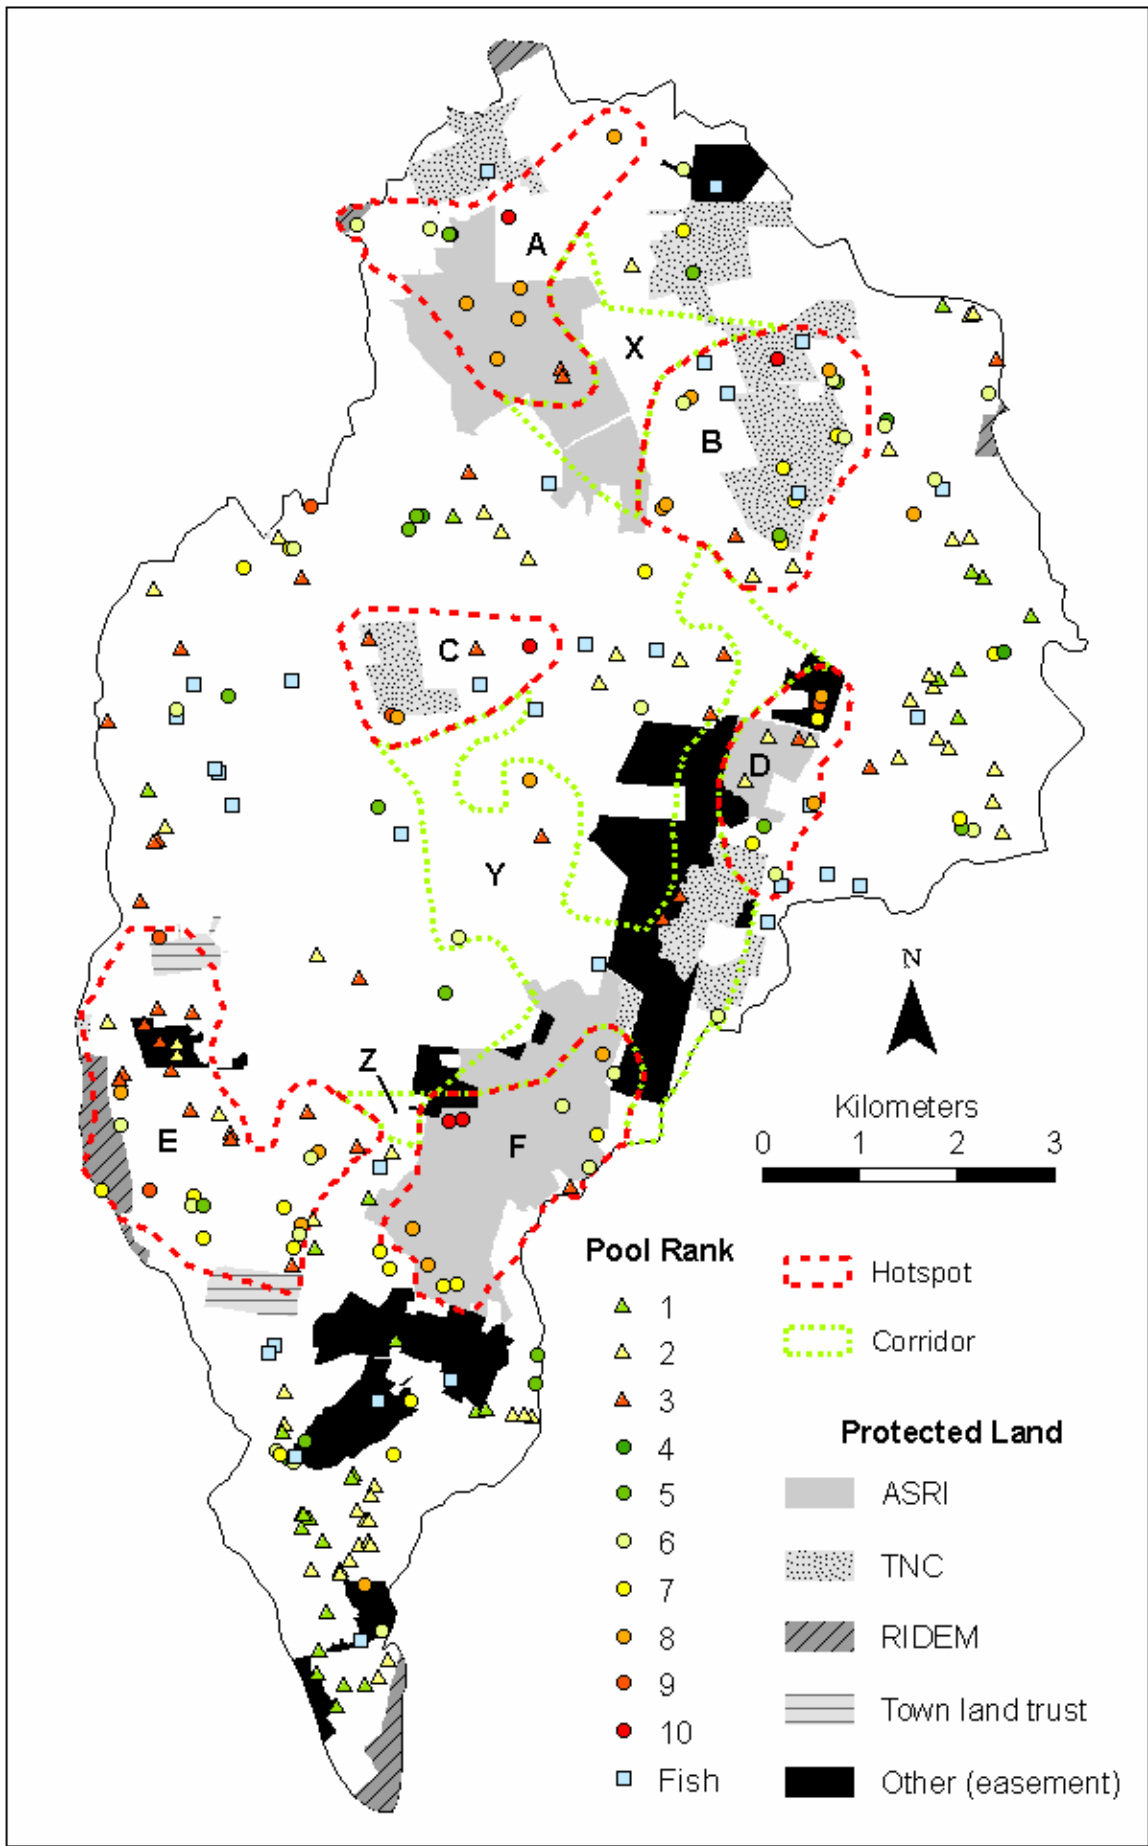 A
X
B
C
D
Y
N
Z
Kilometers
0 1 2 3
E
F
Pool Rank
1
2
3
4
5
6
7
8
9
10
Fish
Hotspot
Corridor
Protected Land
ASRI
TNC
RIDEM
Town land trust
Other (easement)